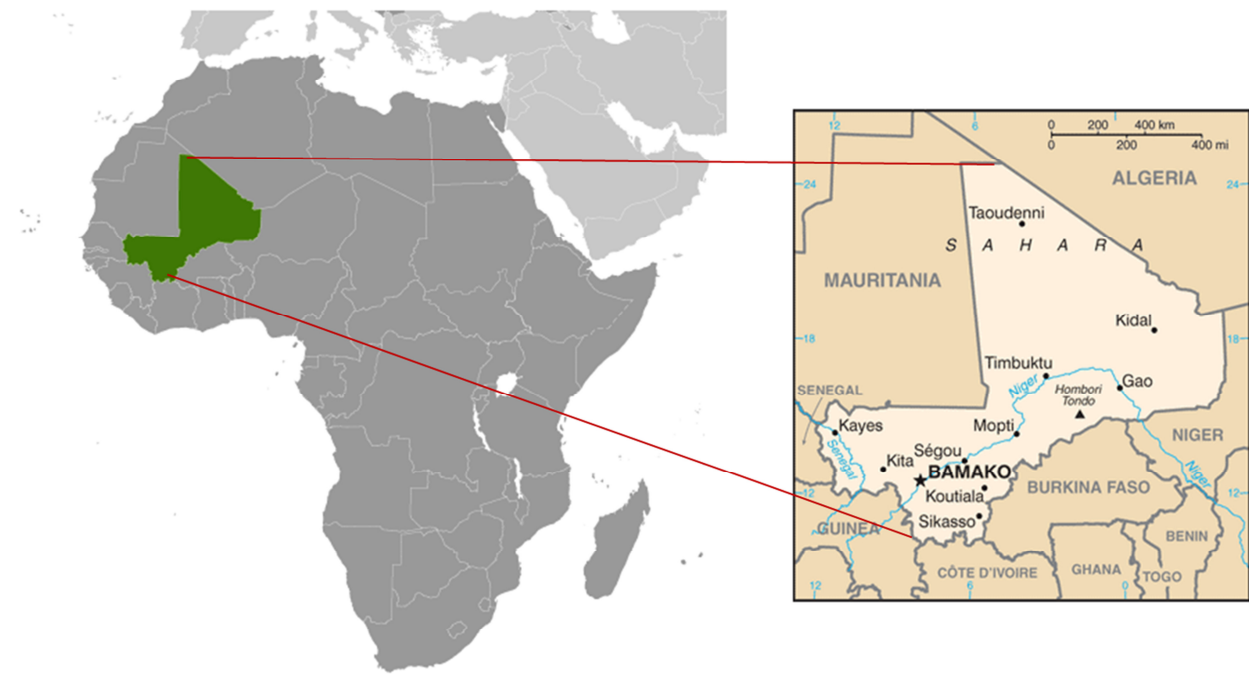 12
6
0 200 400 km
0 200 400 mi
ALGERIA
24
24
Taoudenni
S A H A R A
MAURITANIA
Kidal
18
18
Timbuktu
Niger
Gao
Hombori
Tondo
SENEGAL
Kayes
Mopti
NIGER
Senegal
Kita
Ségou
BAMAKO
Niger
Koutiala
BURKINA FASO
12
12
Sikasso
GUINEA
BENIN
CÔTE D'IVOIRE
GHANA
TOGO
12
6
0